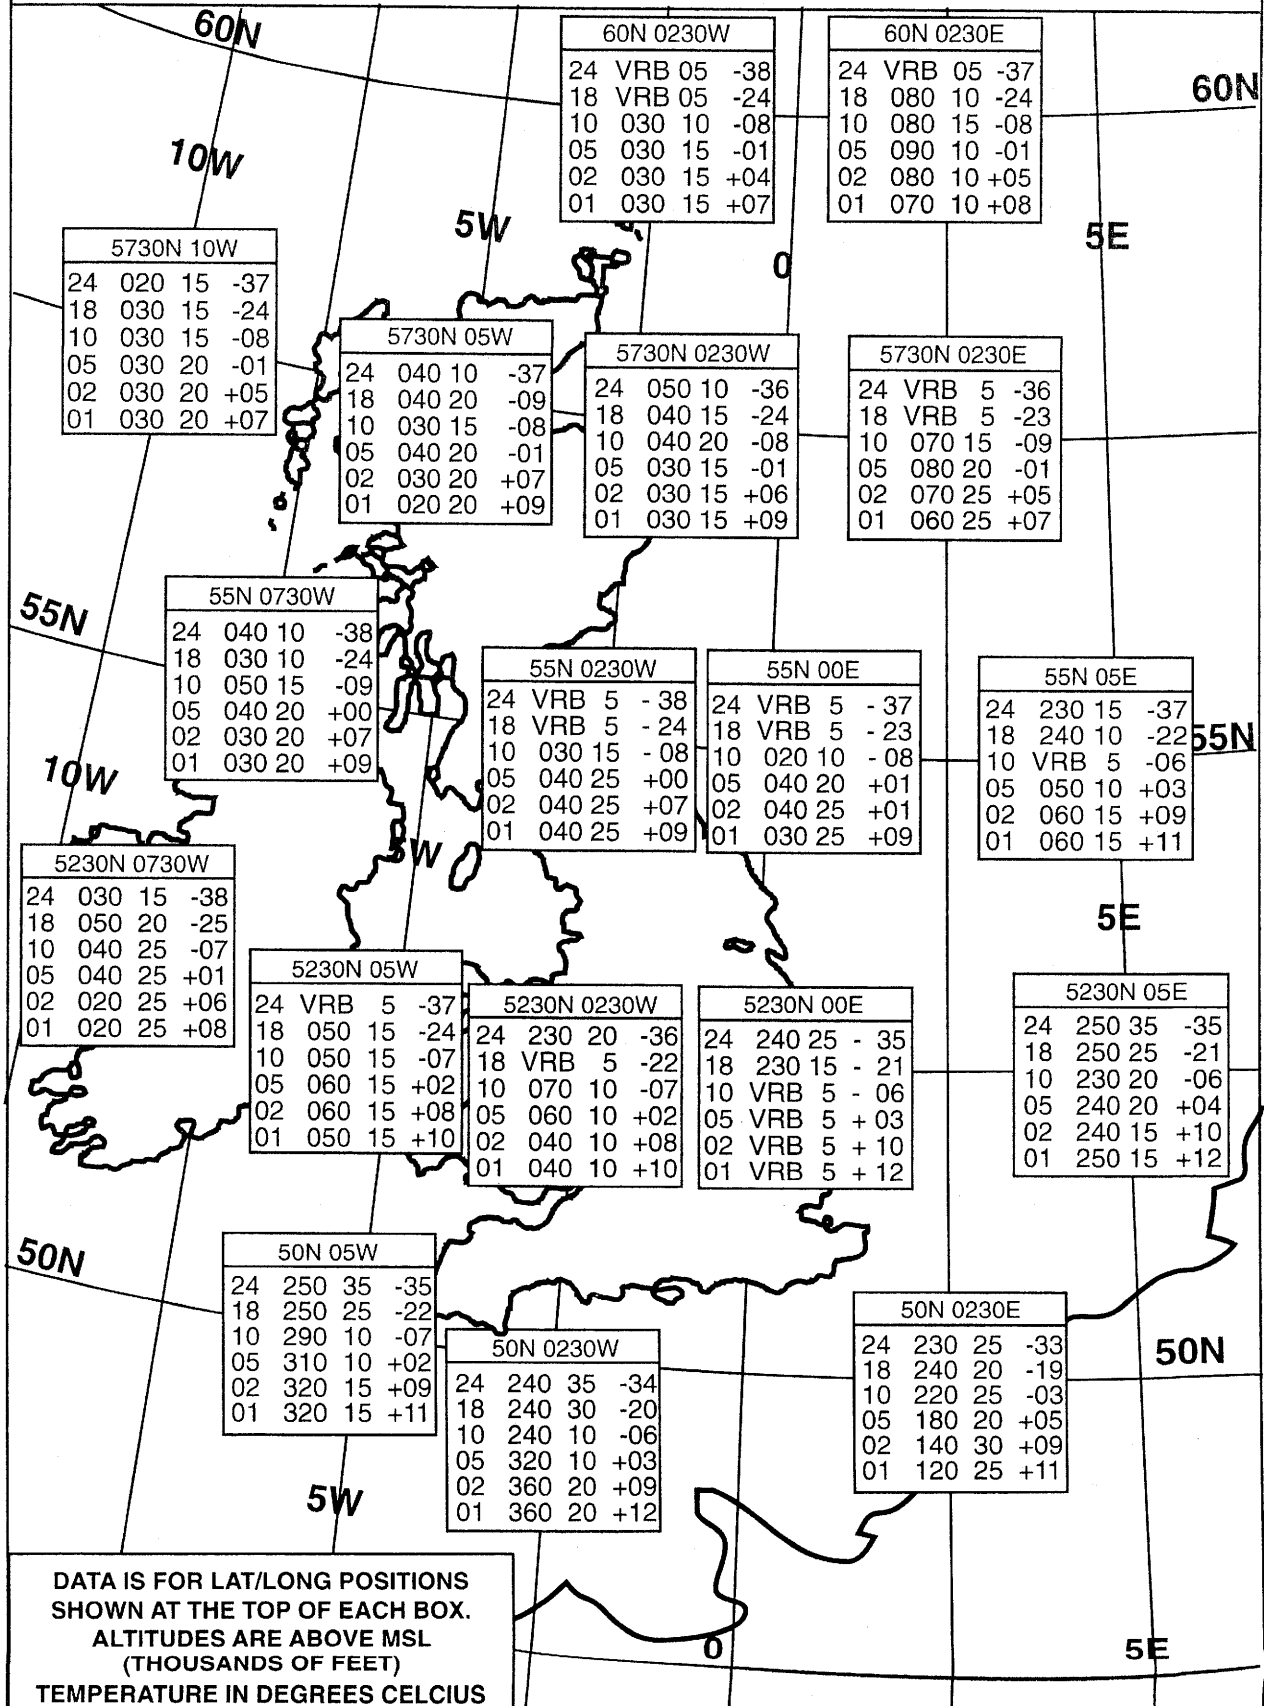 60N
60N 0230W
24 VRB 05 -38
18 VRB 05 -24
10 030 10 -08
05 030 15 -01
02 030 15 +04
01 030 15 +07
60N 0230E
24 VRB 05 -37
18 080 10 -24
10 080 15 -08
05 090 10 -01
02 080 10 +05
01 070 10 +08
60N
10W
5W
0
5E
5730N 10W
24 020 15 -37
18 030 15 -24
10 030 15 -08
05 030 20 -01
02 030 20 +05
01 030 20 +07
5730N 05W
24 040 10 -37
18 040 20 -09
10 030 15 -08
05 040 20 -01
02 030 20 +07
01 020 20 +09
5730N 0230W
24 050 10 -36
18 040 15 -24
10 040 20 -08
05 030 15 -01
02 030 15 +06
01 030 15 +09
5730N 0230E
24 VRB 5 -36
18 VRB 5 -23
10 070 15 -09
05 080 20 -01
02 070 25 +05
01 060 25 +07
55N
55N 0730W
24 040 10 -38
18 030 10 -24
10 050 15 -09
05 040 20 +00
02 030 20 +07
01 030 20 +09
55N 0230W
24 VRB 5 - 38
18 VRB 5 - 24
10 030 15 - 08
05 040 25 +00
02 040 25 +07
01 040 25 +09
55N 00E
24 VRB 5 - 37
18 VRB 5 - 23
10 020 10 - 08
05 040 20 +01
02 040 25 +01
01 030 25 +09
55N 05E
24 230 15 -37
18 240 10 -22
10 VRB 5 -06
05 050 10 +03
02 060 15 +09
01 060 15 +11
55N
10W
W
5E
5230N 0730W
24 030 15 -38
18 050 20 -25
10 040 25 -07
05 040 25 +01
02 020 25 +06
01 020 25 +08
5230N 05W
24 VRB 5 -37
18 050 15 -24
10 050 15 -07
05 060 15 +02
02 060 15 +08
01 050 15 +10
5230N 0230W
24 230 20 -36
18 VRB 5 -22
10 070 10 -07
05 060 10 +02
02 040 10 +08
01 040 10 +10
5230N 00E
24 240 25 - 35
18 230 15 - 21
10 VRB 5 - 06
05 VRB 5 + 03
02 VRB 5 + 10
01 VRB 5 + 12
5230N 05E
24 250 35 -35
18 250 25 -21
10 230 20 -06
05 240 20 +04
02 240 15 +10
01 250 15 +12
50N
50N 05W
24 250 35 -35
18 250 25 -22
10 290 10 -07
05 310 10 +02
02 320 15 +09
01 320 15 +11
50N 0230W
24 240 35 -34
18 240 30 -20
10 240 10 -06
05 320 10 +03
02 360 20 +09
01 360 20 +12
50N 0230E
24 230 25 -33
18 240 20 -19
10 220 25 -03
05 180 20 +05
02 140 30 +09
01 120 25 +11
50N
5W
DATA IS FOR LAT/LONG POSITIONS
SHOWN AT THE TOP OF EACH BOX.
ALTITUDES ARE ABOVE MSL
(THOUSANDS OF FEET)
TEMPERATURE IN DEGREES CELCIUS
0
5E